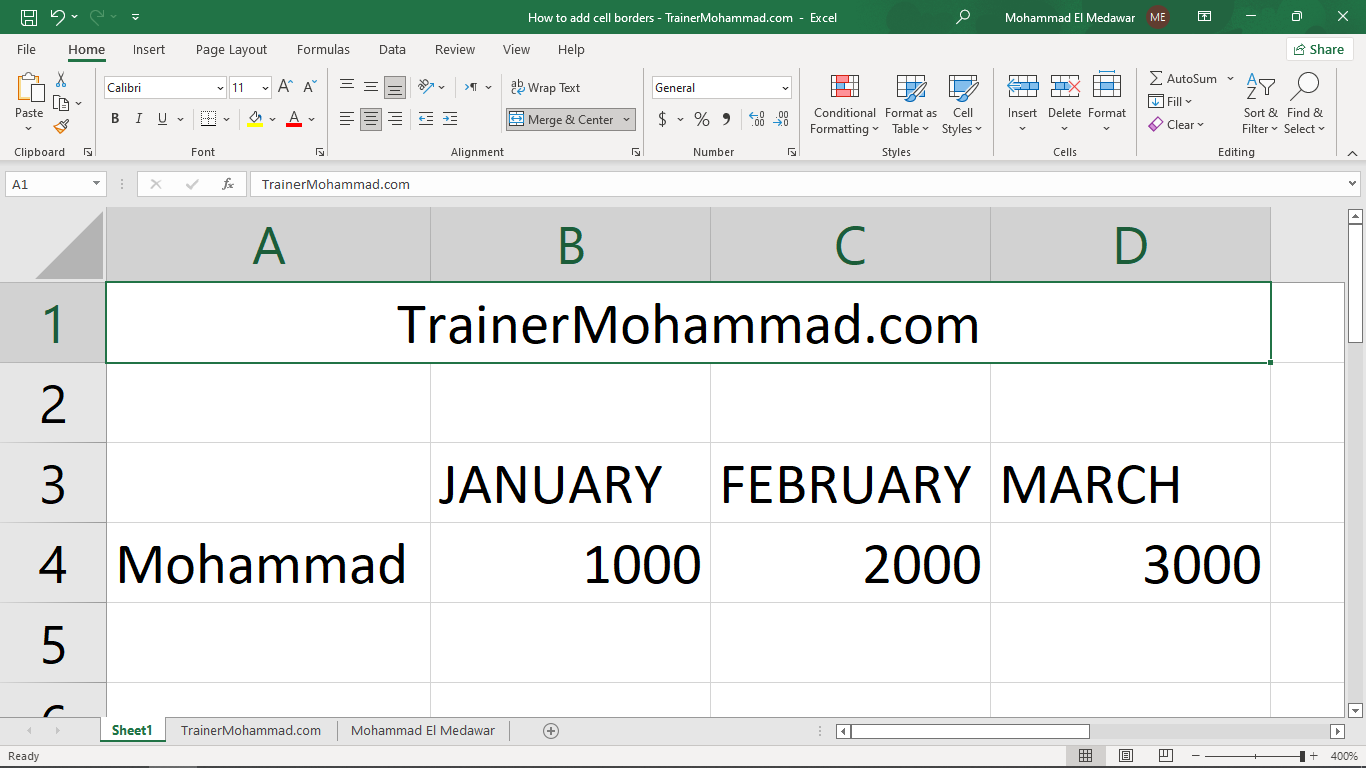 How to add cell borders - TrainerMohammad.com - Excel
Mohammad El Medawar ME
File Home Insert Page Layout Formulas Data Review View Help Share
Paste
Clipboard
Calibri 11
B I U A
Font
Wrap Text
Merge & Center
Alignment
General
$ % 9 .00 .00
Number
Conditional Formatting
Format as Table
Cell Styles
Styles
Insert Delete Format
Cells
AutoSum
Fill
Clear
Sort & Filter
Find & Select
Editing
A1 fx TrainerMohammad.com
A B C D
1 TrainerMohammad.com
2
3 JANUARY FEBRUARY MARCH
4 Mohammad 1000 2000 3000
5
Sheet1 TrainerMohammad.com Mohammad El Medawar
Ready 400%